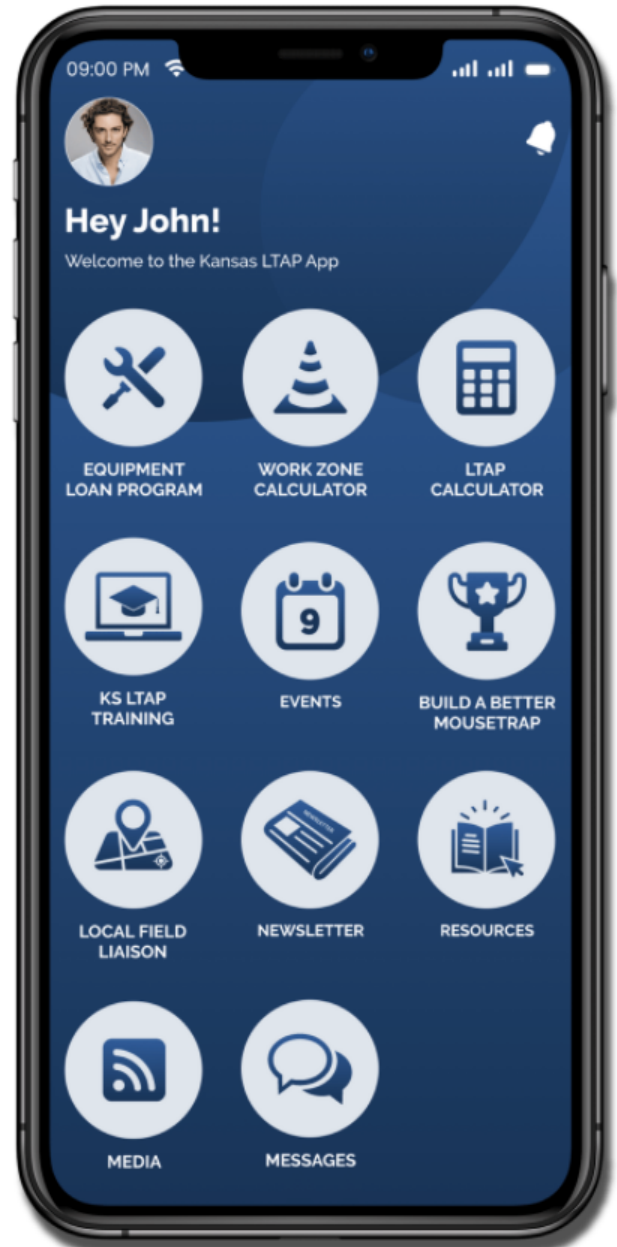 09:00 PM
Hey John!
Welcome to the Kansas LTAP App
EQUIPMENT
LOAN PROGRAM
WORK ZONE
CALCULATOR
LTAP
CALCULATOR
KS LTAP
TRAINING
9
EVENTS
BUILD A BETTER
MOUSETRAP
LOCAL FIELD
LIAISON
NEWSLETTER
NEWSLETTER
RESOURCES
MEDIA
MESSAGES